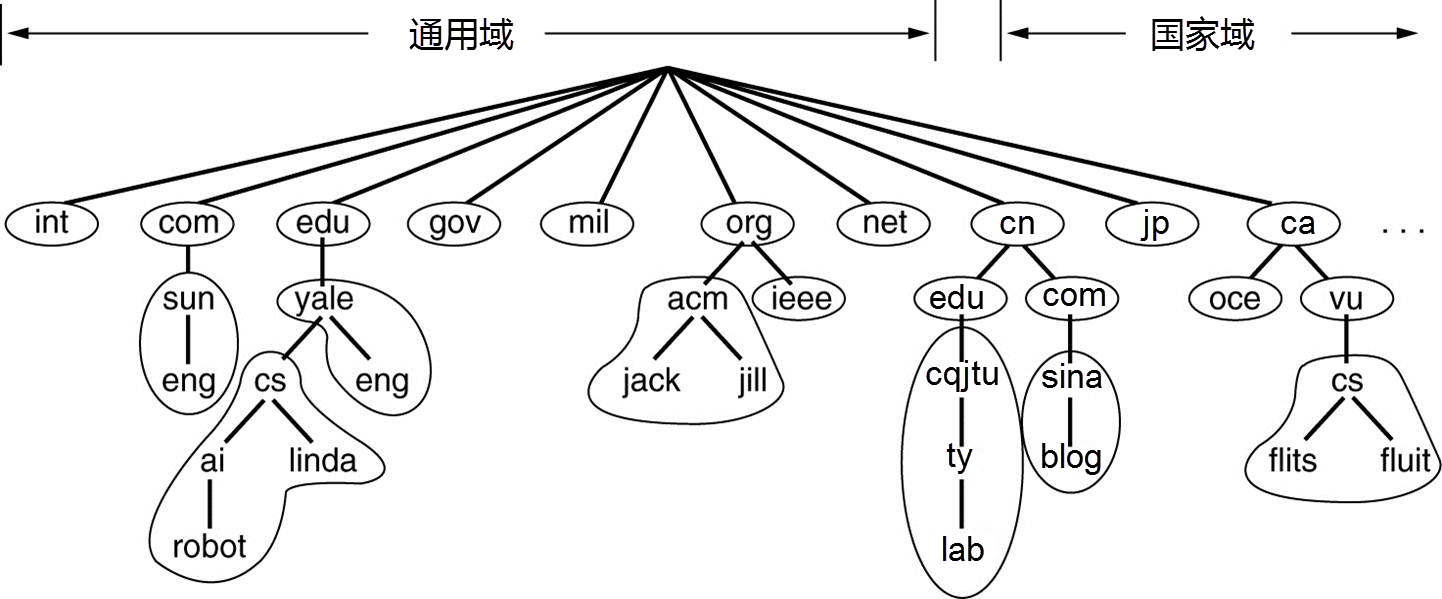 通用域 国家域
int com edu gov mil org net cn jp ca ...
sun yale acm ieee edu com oce vu
eng cs eng jack jill cqjtu sina cs
ai linda ty blog flits fluit
robot lab